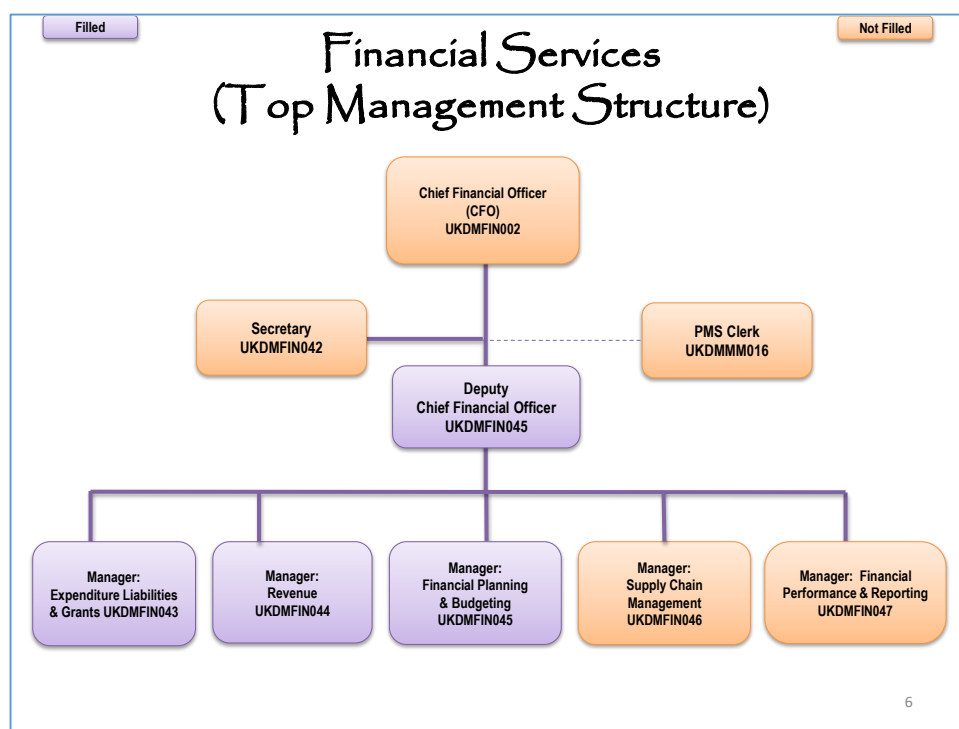 Filled
Not Filled
Financial Services
(Top Management Structure)
Chief Financial Officer
(CFO)
UKDMFIN002
Secretary
UKDMFIN042
PMS Clerk
UKDMMM016
Deputy
Chief Financial Officer
UKDMFIN045
Manager:
Expenditure Liabilities
& Grants UKDMFIN043
Manager:
Revenue
UKDMFIN044
Manager:
Financial Planning
& Budgeting
UKDMFIN045
Manager:
Supply Chain
Management
UKDMFIN046
Manager: Financial
Performance & Reporting
UKDMFIN047
6